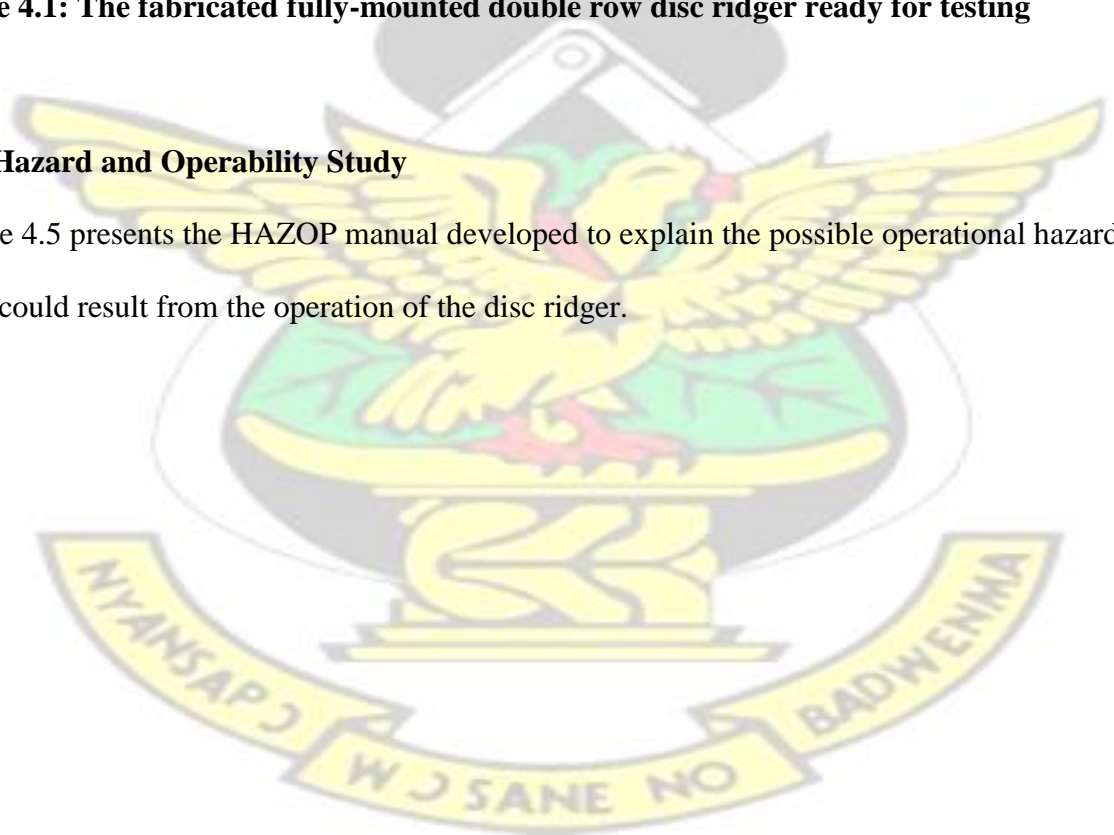 e 4.1: The fabricated fully-mounted double row disc ridger ready for testing
Hazard and Operability Study
e 4.5 presents the HAZOP manual developed to explain the possible operational hazard
could result from the operation of the disc ridger.
NYANSAPƆ
WƆ SANE NO
BADWENMA